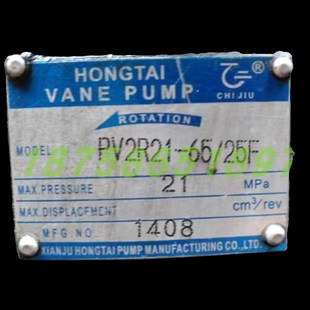 HONGTAI
VANE PUMP
CHIJIU
®
ROTATION
MODEL PV2R21-65/25F
MAX.PRESSURE 21 MPa
MAX.DISPLACEMENT cm³/rev
MFG.NO 1408
XIANJU HONGTAI PUMP MANUFACTURING CO.,LTD.